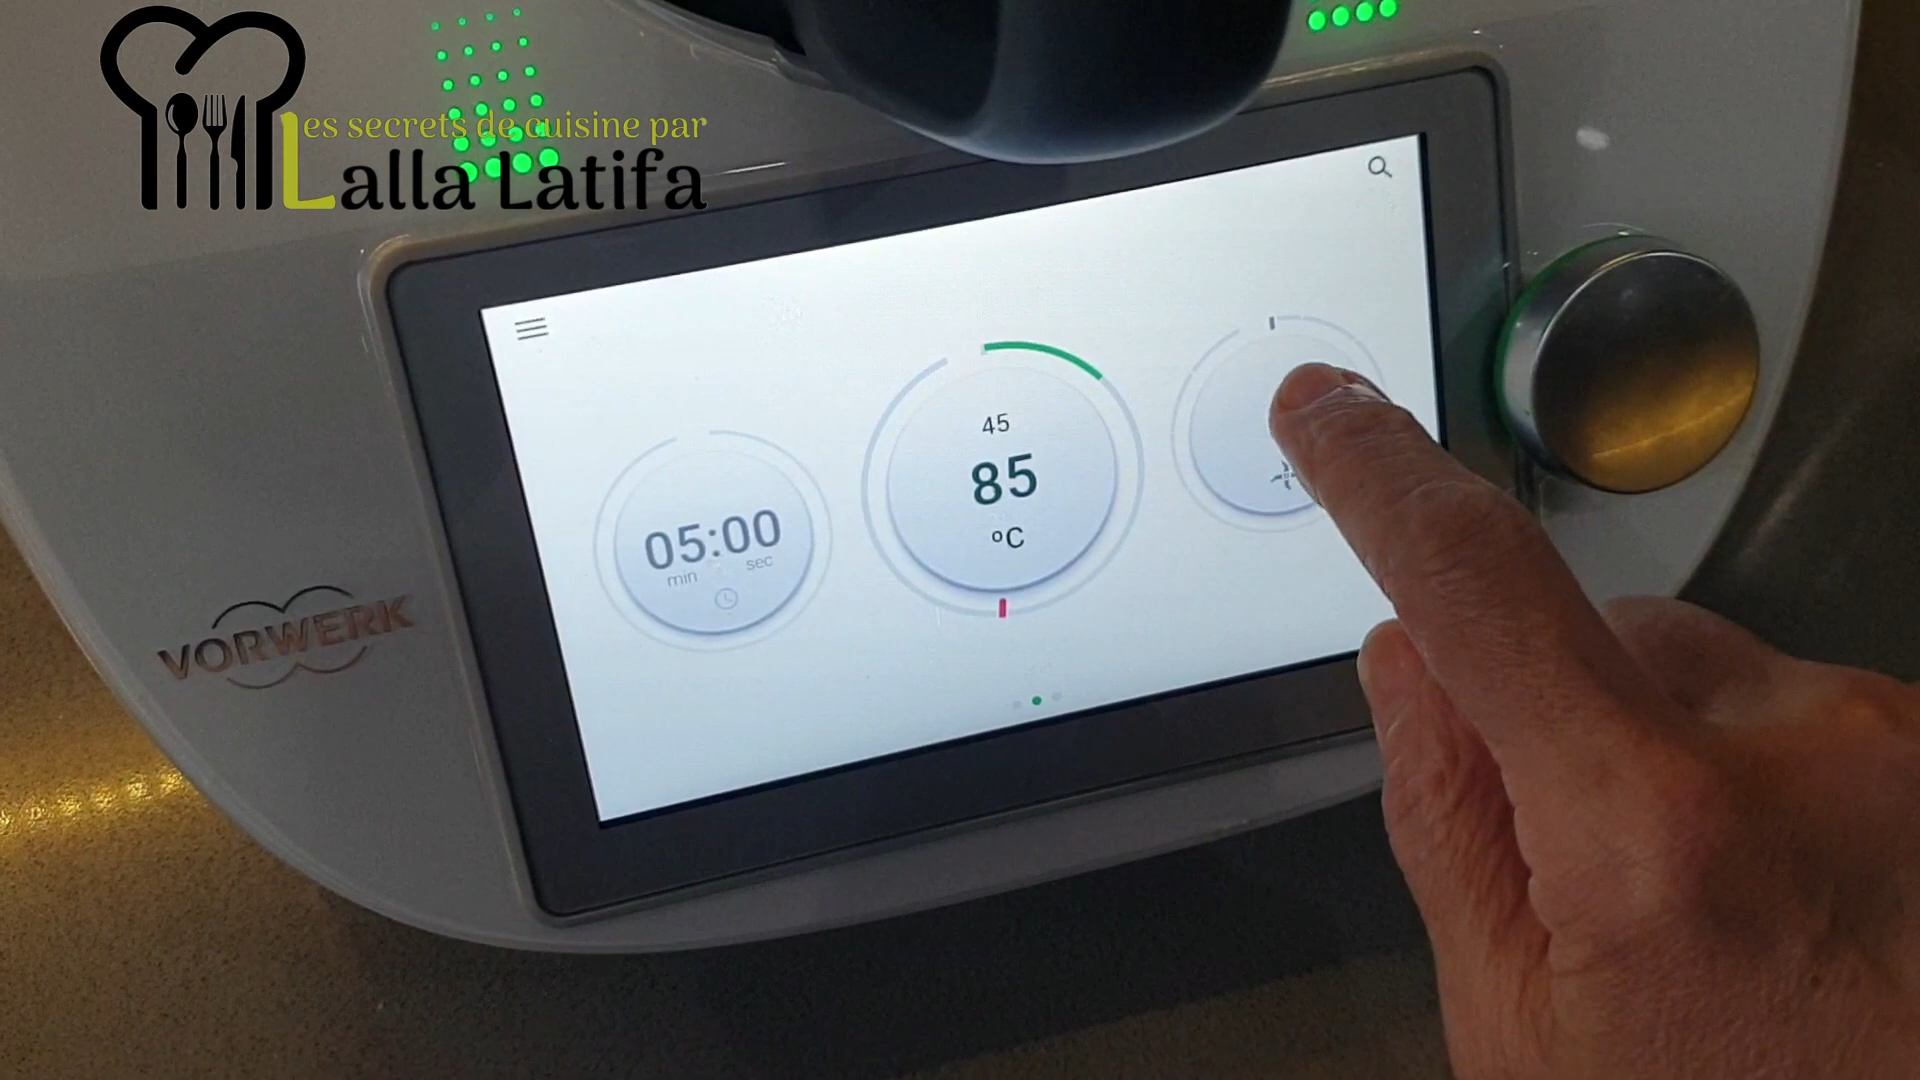 Les secrets de cuisine par
Lalla Latifa
45
85
°C
05:00
min sec
VORWERK